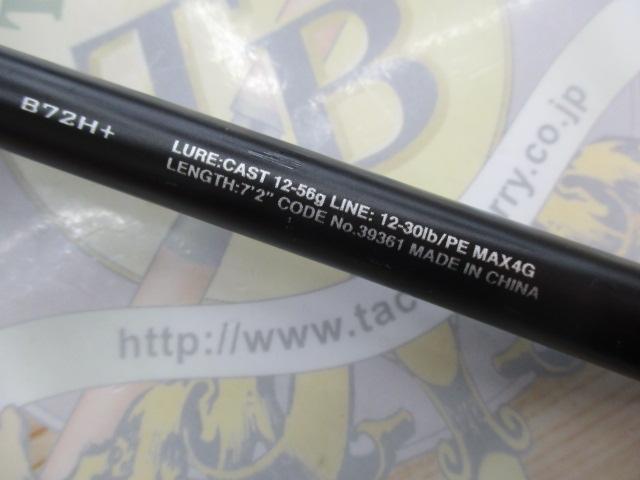 TB
B72H+
LURE:CAST 12-56g LINE: 12-30lb/PE MAX4G
LENGTH:7'2" CODE No.39361 MADE IN CHINA
http://www.tac
rry.co.jp